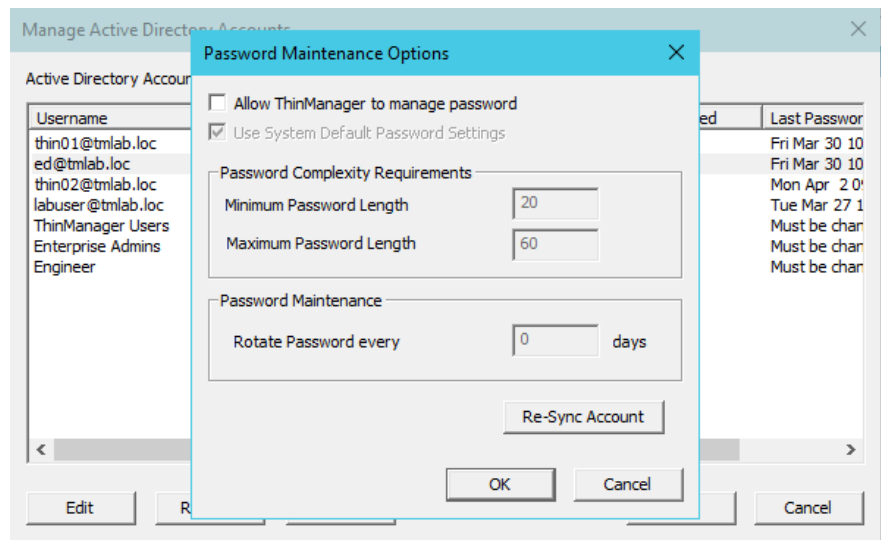 Manage Active Directory Accounts
Password Maintenance Options
Active Directory Accour
Allow ThinManager to manage password
Use System Default Password Settings
Username
ed
Last Passwor
thin01@tmlab.loc
Fri Mar 30 10
ed@tmlab.loc
Fri Mar 30 10
thin02@tmlab.loc
Mon Apr 2 0
labuser@tmlab.loc
Tue Mar 27 1
ThinManager Users
Must be chan
Enterprise Admins
Must be chan
Engineer
Must be chan
Password Complexity Requirements
Minimum Password Length
20
Maximum Password Length
60
Password Maintenance
Rotate Password every
0
days
Re-Sync Account
OK
Cancel
Edit
R
Cancel